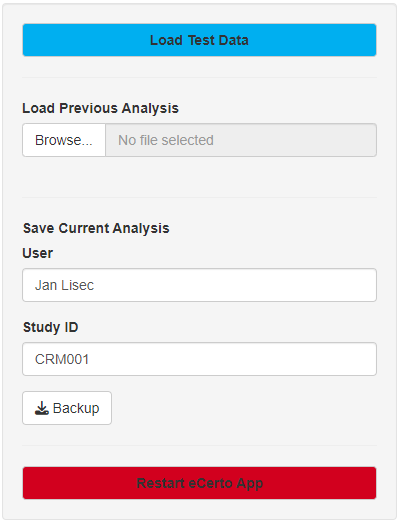 Load Test Data
Load Previous Analysis
Browse... No file selected
Save Current Analysis
User
Jan Lisec
Study ID
CRM001
Backup
Restart eCerto App